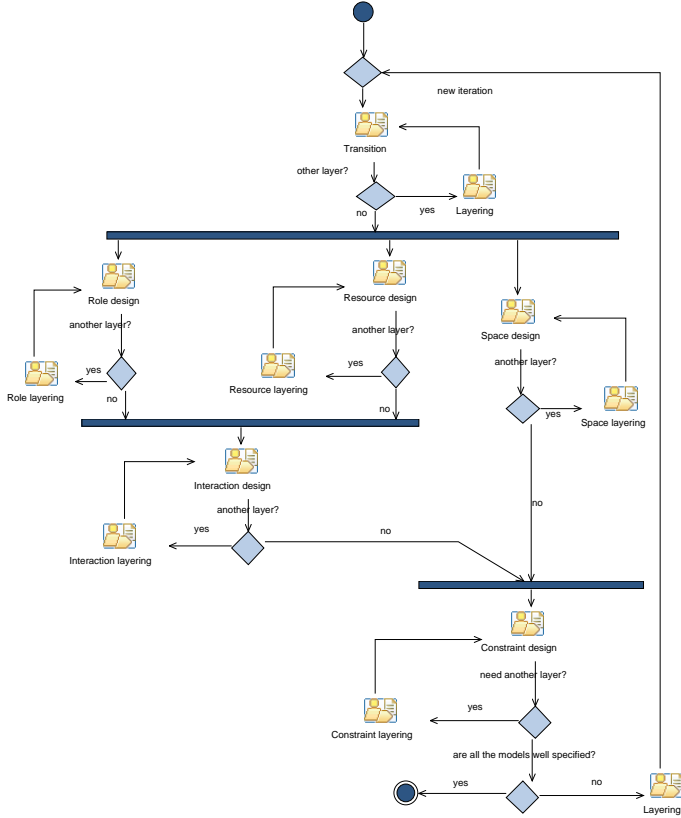 new iteration
Transition
other layer?
no
yes
Layering
Role design
Resource design
Space design
another layer?
another layer?
another layer?
yes
yes
yes
Role layering
Resource layering
Space layering
no
no
no
Interaction design
another layer?
yes
no
Interaction layering
Constraint design
need another layer?
yes
Constraint layering
are all the models well specified?
yes
no
Layering